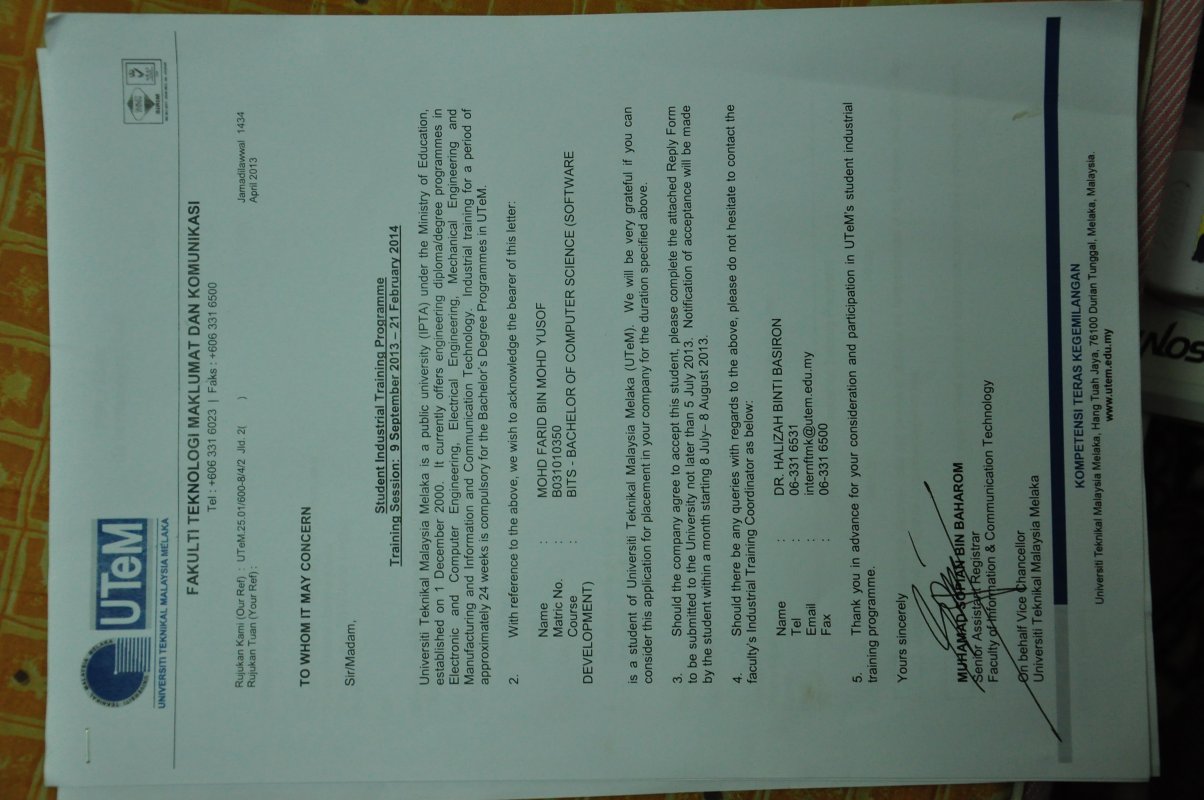 UTeM
UNIVERSITI TEKNIKAL MALAYSIA MELAKA
SIRIM
FAKULTI TEKNOLOGI MAKLUMAT DAN KOMUNIKASI
Tel : +606 331 6023 | Faks : +606 331 6500
Rujukan Kami (Our Ref) : UTeM.25.01/600-8/4/2 Jld. 2( )
Rujukan Tuan (Your Ref) :
Jamadilawwal 1434
April 2013
TO WHOM IT MAY CONCERN
Sir/Madam,
Student Industrial Training Programme
Training Session: 9 September 2013 – 21 February 2014
Universiti Teknikal Malaysia Melaka is a public university (IPTA) under the Ministry of Education,
established on 1 December 2000. It currently offers engineering diploma/degree programmes in
Electronic and Computer Engineering, Electrical Engineering, Mechanical Engineering and
Manufacturing and Information and Communication Technology. Industrial training for a period of
approximately 24 weeks is compulsory for the Bachelor's Degree Programmes in UTeM.
2. With reference to the above, we wish to acknowledge the bearer of this letter:
Name : MOHD FARID BIN MOHD YUSOF
Matric No. : B031010350
Course : BITS - BACHELOR OF COMPUTER SCIENCE (SOFTWARE
DEVELOPMENT)
is a student of Universiti Teknikal Malaysia Melaka (UTeM). We will be very grateful if you can
consider this application for placement in your company for the duration specified above.
3. Should the company agree to accept this student, please complete the attached Reply Form
to be submitted to the University not later than 5 July 2013. Notification of acceptance will be made
by the student within a month starting 8 July– 8 August 2013.
4. Should there be any queries with regards to the above, please do not hesitate to contact the
faculty's Industrial Training Coordinator as below:
Name : DR. HALIZAH BINTI BASIRON
Tel : 06-331 6531
Email : internftmk@utem.edu.my
Fax : 06-331 6500
5. Thank you in advance for your consideration and participation in UTeM's student industrial
training programme.
Yours sincerely
MUHAMAD SOFIAN BIN BAHAROM
Senior Assistant Registrar
Faculty of Information & Communication Technology
On behalf Vice Chancellor
Universiti Teknikal Malaysia Melaka
KOMPETENSI TERAS KEGEMILANGAN
Universiti Teknikal Malaysia Melaka, Hang Tuah Jaya, 76100 Durian Tunggal, Melaka, Malaysia.
www.utem.edu.my